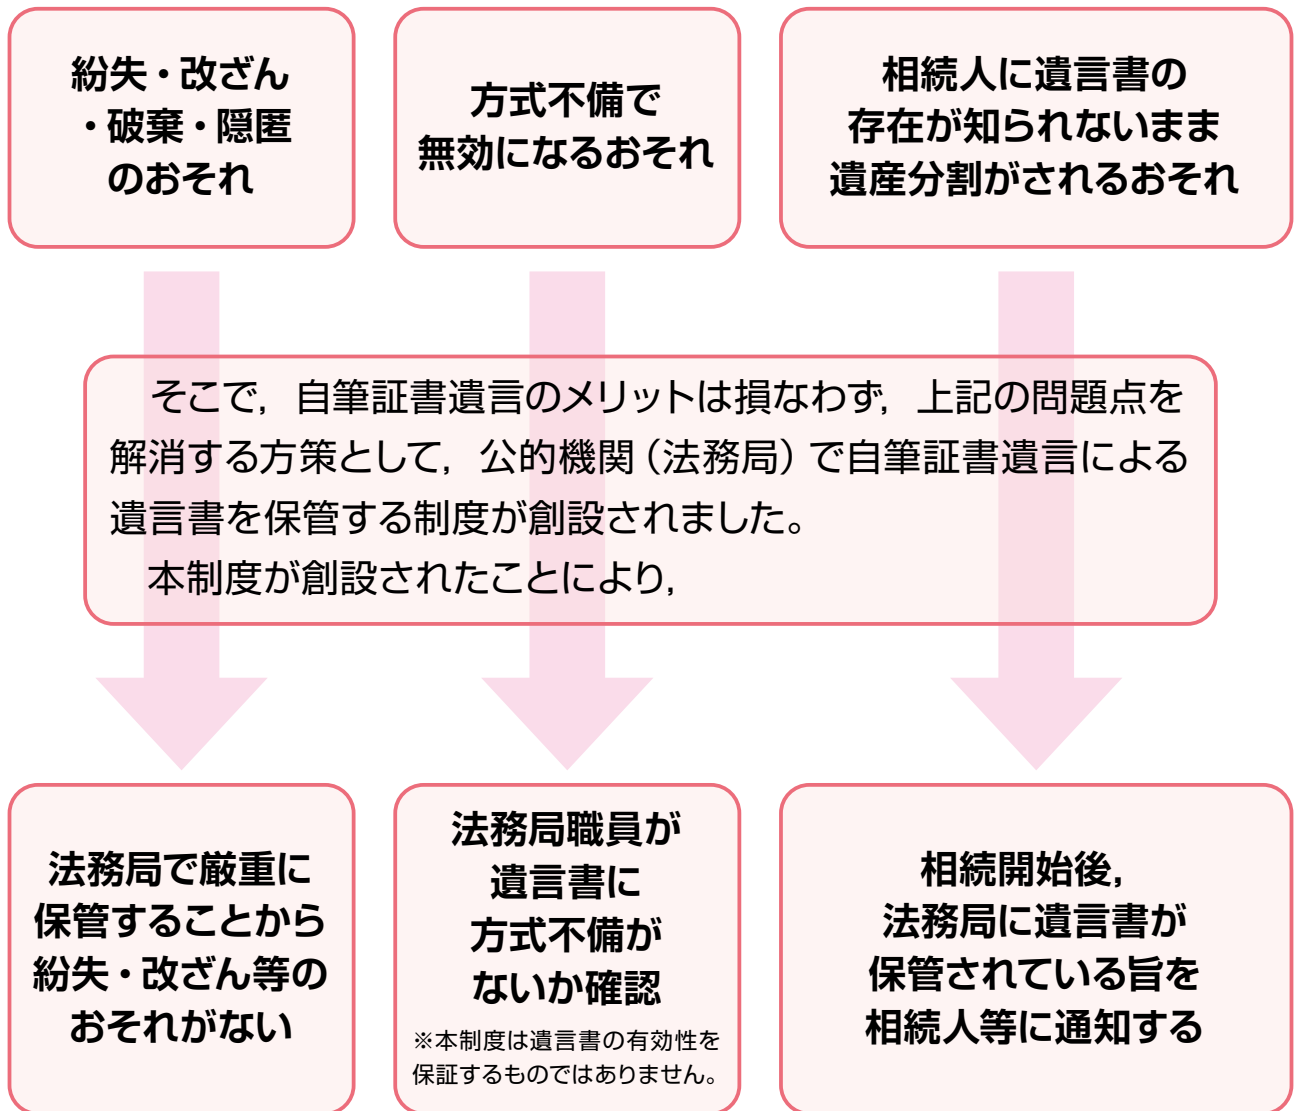 紛失・改ざん
・破棄・隠匿
のおそれ
方式不備で
無効になるおそれ
相続人に遺言書の
存在が知られないまま
遺産分割がされるおそれ
そこで,自筆証書遺言のメリットは損なわず,上記の問題点を
解消する方策として,公的機関(法務局)で自筆証書遺言による
遺言書を保管する制度が創設されました。
本制度が創設されたことにより,
法務局で厳重に
保管することから
紛失・改ざん等の
おそれがない
法務局職員が
遺言書に
方式不備が
ないか確認
※本制度は遺言書の有効性を
保証するものではありません。
相続開始後,
法務局に遺言書が
保管されている旨を
相続人等に通知する